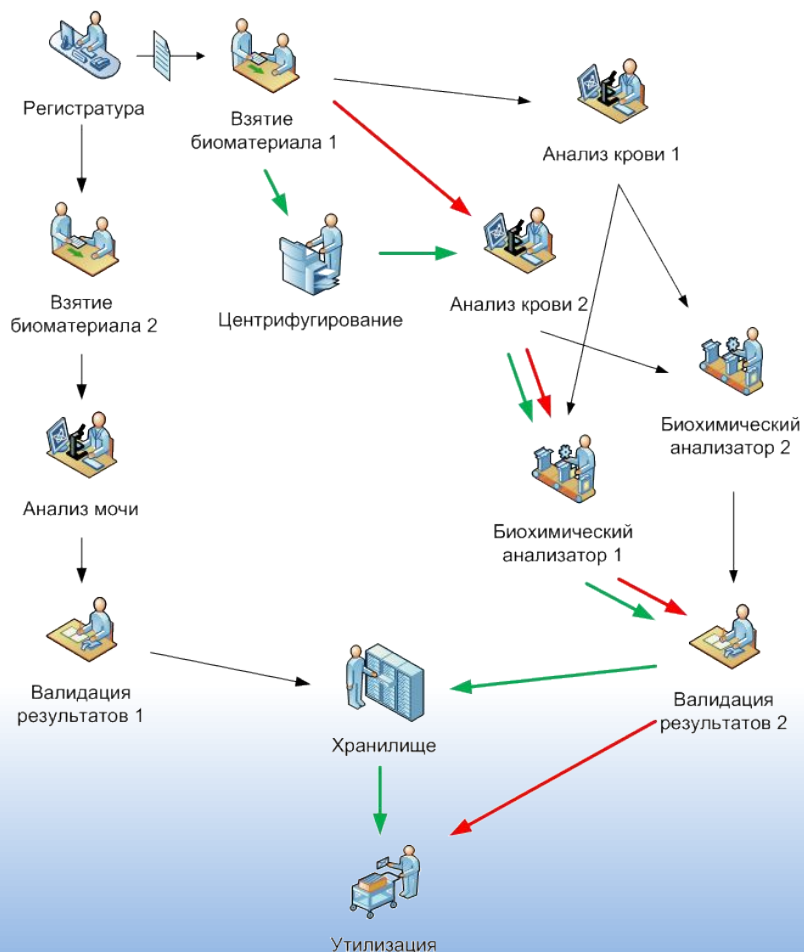 Регистратура
Взятие
биоматериала 1
Анализ крови 1
Взятие
биоматериала 2
Центрифугирование
Анализ крови 2
Биохимический
анализатор 2
Анализ мочи
Биохимический
анализатор 1
Валидация
результатов 1
Хранилище
Валидация
результатов 2
Утилизация